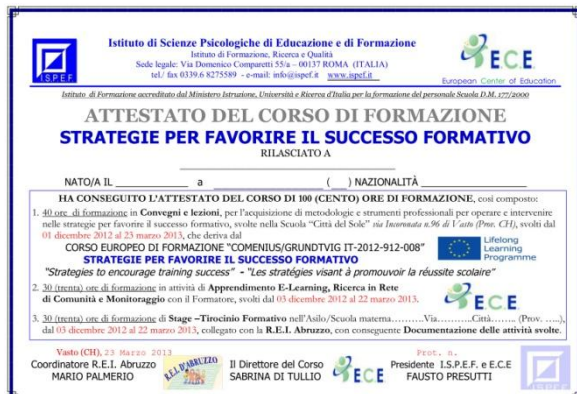 Istituto di Scienze Psicologiche di Educazione e di Formazione
Istituto di Formazione, Ricerca e Qualità
Sede legale: Via Domenico Comparetti 55/a – 00137 ROMA (ITALIA)
tel./ fax 0339.6 8275589 - e-mail: info@ispef.it www.ispef.it
ISPEF
E.C.E.
European Center of Education
Istituto di Formazione accreditato dal Ministero Istruzione, Università e Ricerca d'Italia per la formazione del personale Scuola D.M. 177/2000
ATTESTATO DEL CORSO DI FORMAZIONE
STRATEGIE PER FAVORIRE IL SUCCESSO FORMATIVO
RILASCIATO A
NATO/A IL ______________ a ______________ ( __ ) NAZIONALITÀ ______________
HA CONSEGUITO L'ATTESTATO DEL CORSO DI 100 (CENTO) ORE DI FORMAZIONE, così composto:
1. 40 ore di formazione in Convegni e lezioni, per l'acquisizione di metodologie e strumenti professionali per operare e intervenire
nelle strategie per favorire il successo formativo, svolte nella Scuola "Città del Sole" via Incoronata n.96 di Vasto (Prov. CH), svolti dal
01 dicembre 2012 al 23 marzo 2013, che deriva dal
CORSO EUROPEO DI FORMAZIONE "COMENIUS/GRUNDTVIG IT-2012-912-008"
STRATEGIE PER FAVORIRE IL SUCCESSO FORMATIVO
Lifelong
Learning
Programme
"Strategies to encourage training success" - "Les stratégies visant à promouvoir la réussite scolaire"
2. 30 (trenta) ore di formazione in attività di Apprendimento E-Learning, Ricerca in Rete
di Comunità e Monitoraggio con il Formatore, svolti dal 03 dicembre 2012 al 22 marzo 2013.
ECE
3. 30 (trenta) ore di formazione di Stage –Tirocinio Formativo nell'Asilo/Scuola materna..........Via..........Città....... (Prov. .....),
dal 03 dicembre 2012 al 22 marzo 2013, collegato con la R.E.I. Abruzzo, con conseguente Documentazione delle attività svolte.
Vasto (CH), 23 Marzo 2013
Prot. n.
Coordinatore R.E.I. Abruzzo
MARIO PALMERIO
R.E.I. D'ABRUZZO
Il Direttore del Corso
SABRINA DI TULLIO
ECE
Presidente I.S.P.E.F. e E.C.E
FAUSTO PRESUTTI
ISPEF